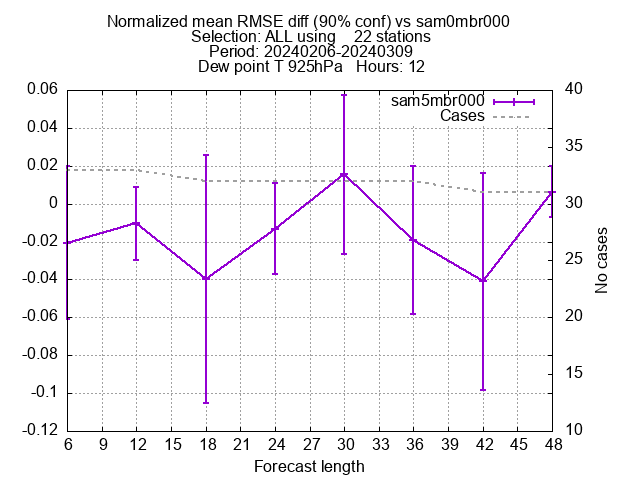 Normalized mean RMSE diff (90% conf) vs sam0mbr000
Selection: ALL using    22 stations
Period: 20240206-20240309
Dew point T 925hPa   Hours: 12
sam5mbr000
Cases
0.06
0.04
0.02
0
-0.02
-0.04
-0.06
-0.08
-0.1
-0.12
40
35
30
25
20
15
10
No cases
6 9 12 15 18 21 24 27 30 33 36 39 42 45 48
Forecast length